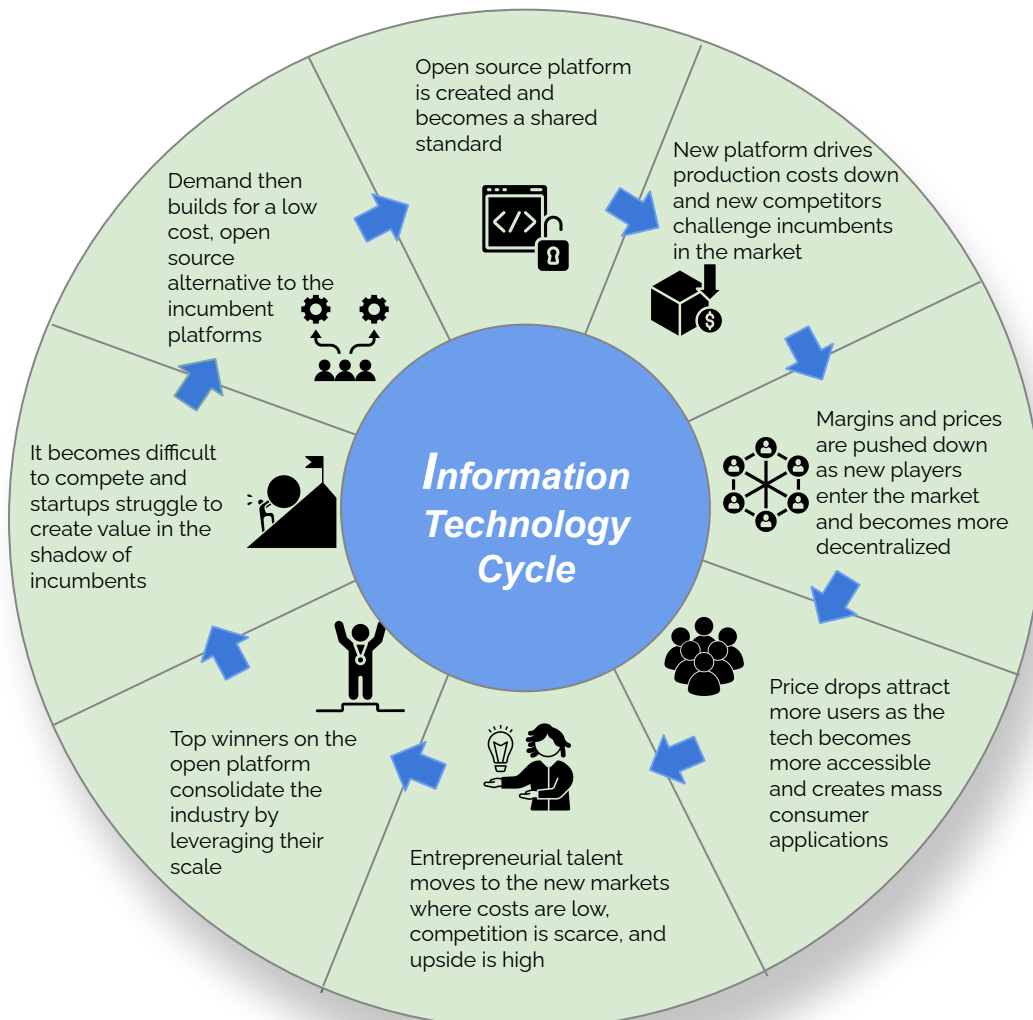 Open source platform
is created and
becomes a shared
standard
New platform drives
production costs down
and new competitors
challenge incumbents
in the market
Margins and prices
are pushed down
as new players
enter the market
and becomes more
decentralized
Price drops attract
more users as the
tech becomes
more accessible
and creates mass
consumer
applications
Entrepreneurial talent
moves to the new markets
where costs are low,
competition is scarce, and
upside is high
Top winners on the
open platform
consolidate the
industry by
leveraging their
scale
It becomes difficult
to compete and
startups struggle to
create value in the
shadow of
incumbents
Demand then
builds for a low
cost, open
source
alternative to the
incumbent
platforms
Information
Technology
Cycle
</>
$